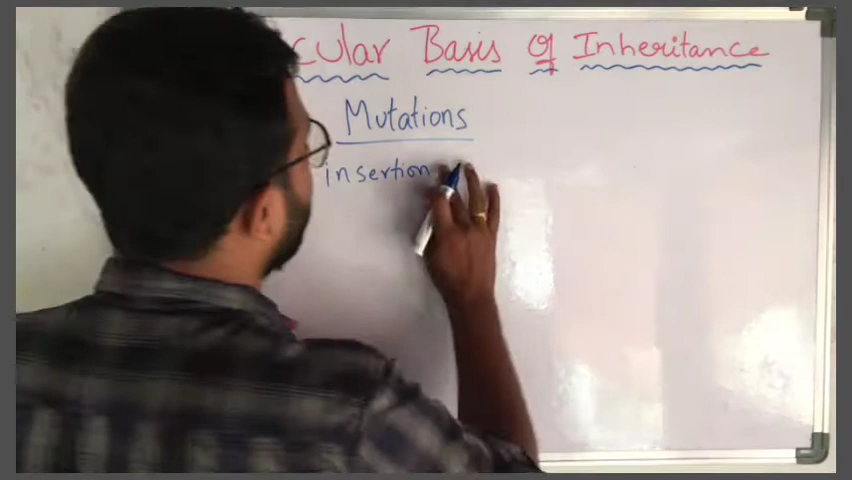 cular Basis Of Inheritance
Mutations
insertion